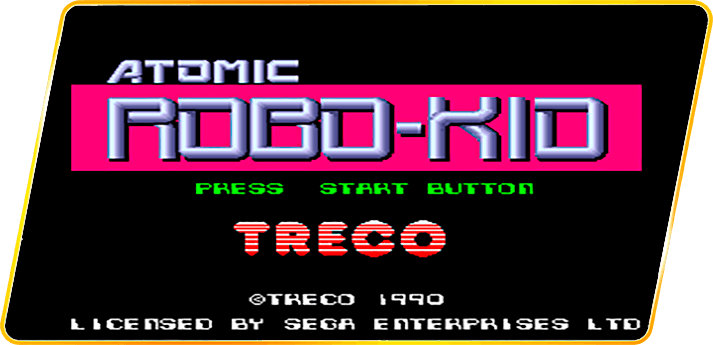 ATOMIC
ROBO-KID
PRESS START BUTTON
TRECO
©TRECO 1990
LICENSED BY SEGA ENTERPRISES LTD